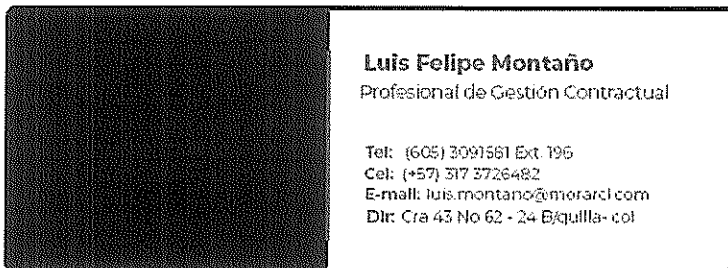 Luis Felipe Montaño
Profesional de Gestión Contractual
Tel: (605) 3091561 Ext. 196
Cel: (+57) 317 3726482
E-mail: luis.montano@morarci.com
Dir: Cra 43 No 62 - 24 B/quilla- col